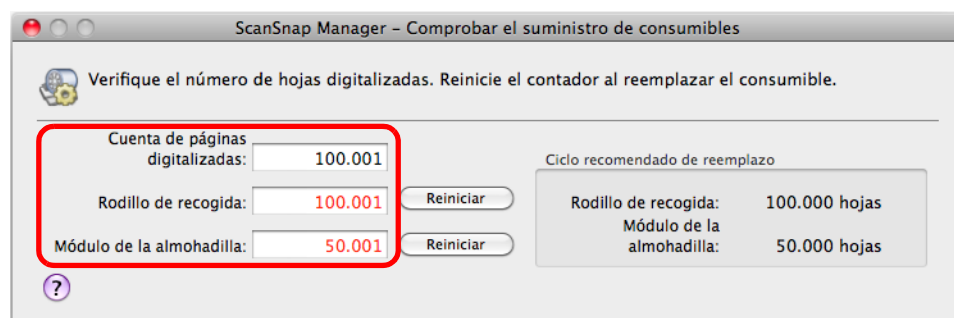 ScanSnap Manager – Comprobar el suministro de consumibles
Verifique el número de hojas digitalizadas. Reinicie el contador al reemplazar el consumible.
Cuenta de páginas
digitalizadas: 100.001
Ciclo recomendado de reemplazo
Rodillo de recogida: 100.001 Reiniciar
Rodillo de recogida: 100.000 hojas
Módulo de la almohadilla: 50.001 Reiniciar
Módulo de la
almohadilla: 50.000 hojas
?